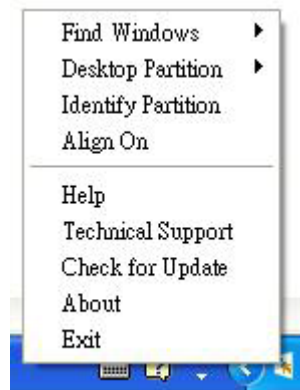 Find Windows
Desktop Partition
Identify Partition
Align On
Help
Technical Support
Check for Update
About
Exit